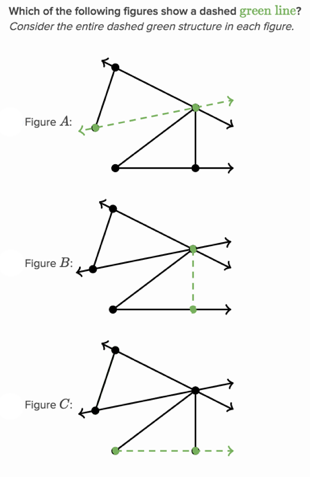 Which of the following figures show a dashed green line?
Consider the entire dashed green structure in each figure.
Figure A:
Figure B:
Figure C: